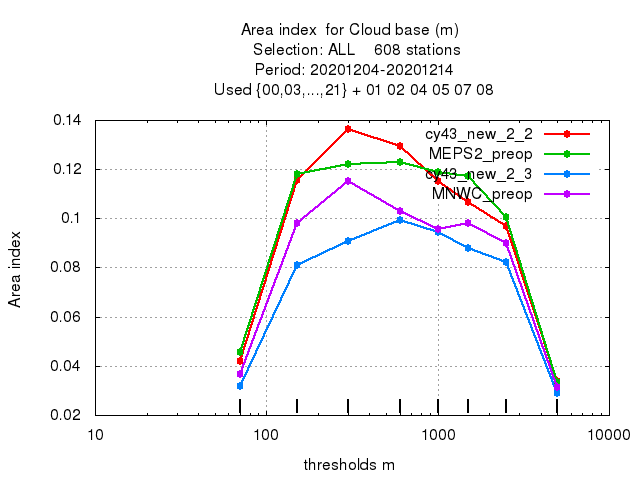 Area index for Cloud base (m)
Selection: ALL 608 stations
Period: 20201204-20201214
Used {00,03,...,21} + 01 02 04 05 07 08
0.14
0.12
0.1
0.08
0.06
0.04
0.02
Area index
cy43_new_2_2
MEPS2_preop
cy43_new_2_3
MNWC_preop
10
100
1000
10000
thresholds m